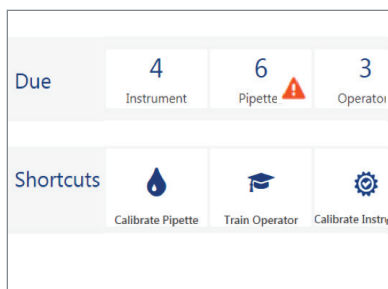 Due
4
Instrument
6
Pipette
3
Operator
Shortcuts
Calibrate Pipette
Train Operator
Calibrate